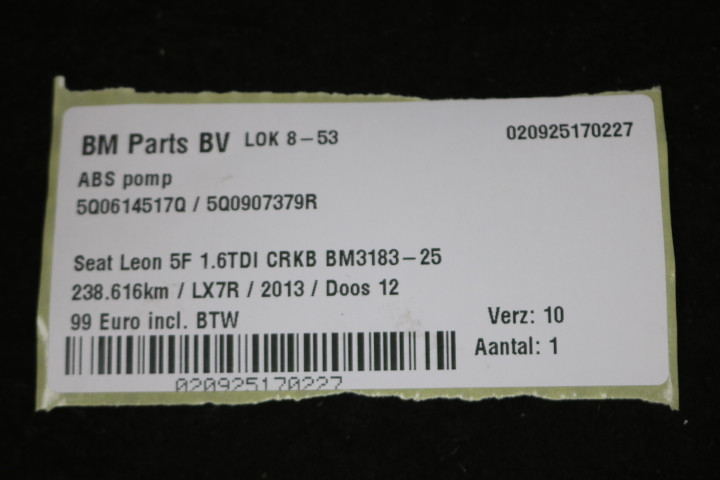 BM Parts BV LOK 8-53 020925170227
ABS pomp
5Q0614517Q / 5Q0907379R
Seat Leon 5F 1.6TDI CRKB BM3183-25
238.616km / LX7R / 2013 / Doos 12
99 Euro incl. BTW Verz: 10
Aantal: 1
020925170227